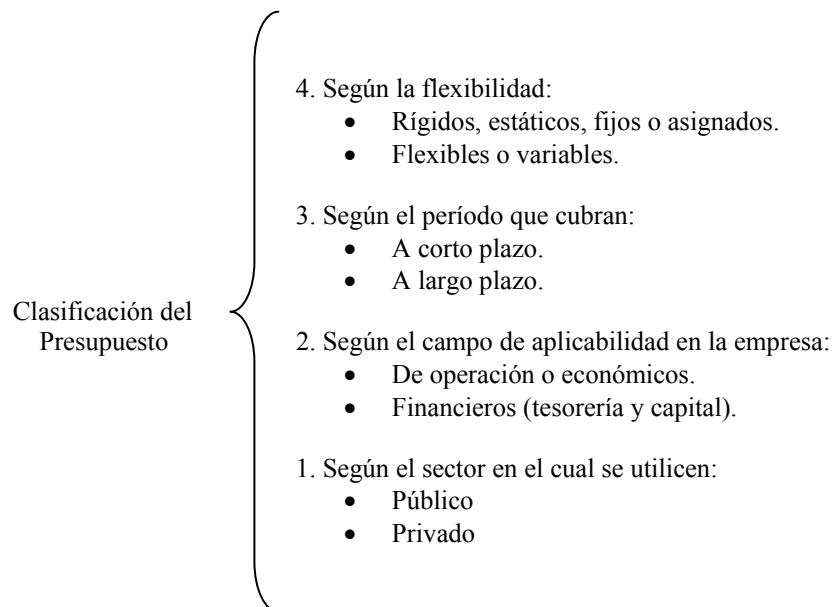 Clasificación del
Presupuesto
4. Según la flexibilidad:
• Rígidos, estáticos, fijos o asignados.
• Flexibles o variables.
3. Según el período que cubran:
• A corto plazo.
• A largo plazo.
2. Según el campo de aplicabilidad en la empresa:
• De operación o económicos.
• Financieros (tesorería y capital).
1. Según el sector en el cual se utilicen:
• Público
• Privado